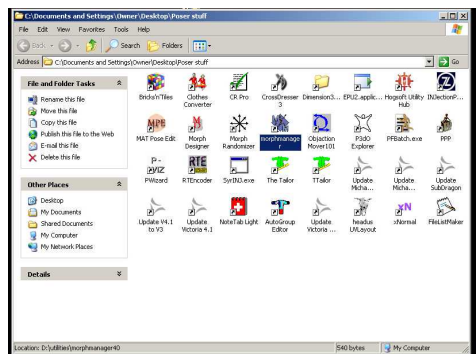 C:\Documents and Settings\Owner\Desktop\Poser stuff
File Edit View Favorites Tools Help
Back Search Folders
Address C:\Documents and Settings\Owner\Desktop\Poser stuff Go
File and Folder Tasks
Rename this file
Move this file
Copy this file
Publish this file to the Web
E-mail this file
Delete this file
Other Places
Desktop
My Documents
Shared Documents
My Computer
My Network Places
Details
Bricks'n'Tiles
Clothes Converter
CR Pro
CrossDresser 3
Dimension3...
EPU2.applic...
Hogsoft Utility Hub
INJectionP...
MAT Pose Edit
Morph Designer
Morph Randomizer
morphmanager
Objaction Mover101
P3dO Explorer
PFBatch.exe
PPP
P-WIZ
PWizard
RTE
RTEncoder
SyrIN3.exe
The Tailor
TTailor
Update Micha...
Update Micha...
Update SubDragon
Update V4.1 to V3
Update Victoria 4.1
NoteTab Light
AutoGroup Editor
Update Victoria ...
headus UVLayout
xN
xNormal
FileListMaker
Location: D:\utilities\morphmanager40
540 bytes
My Computer